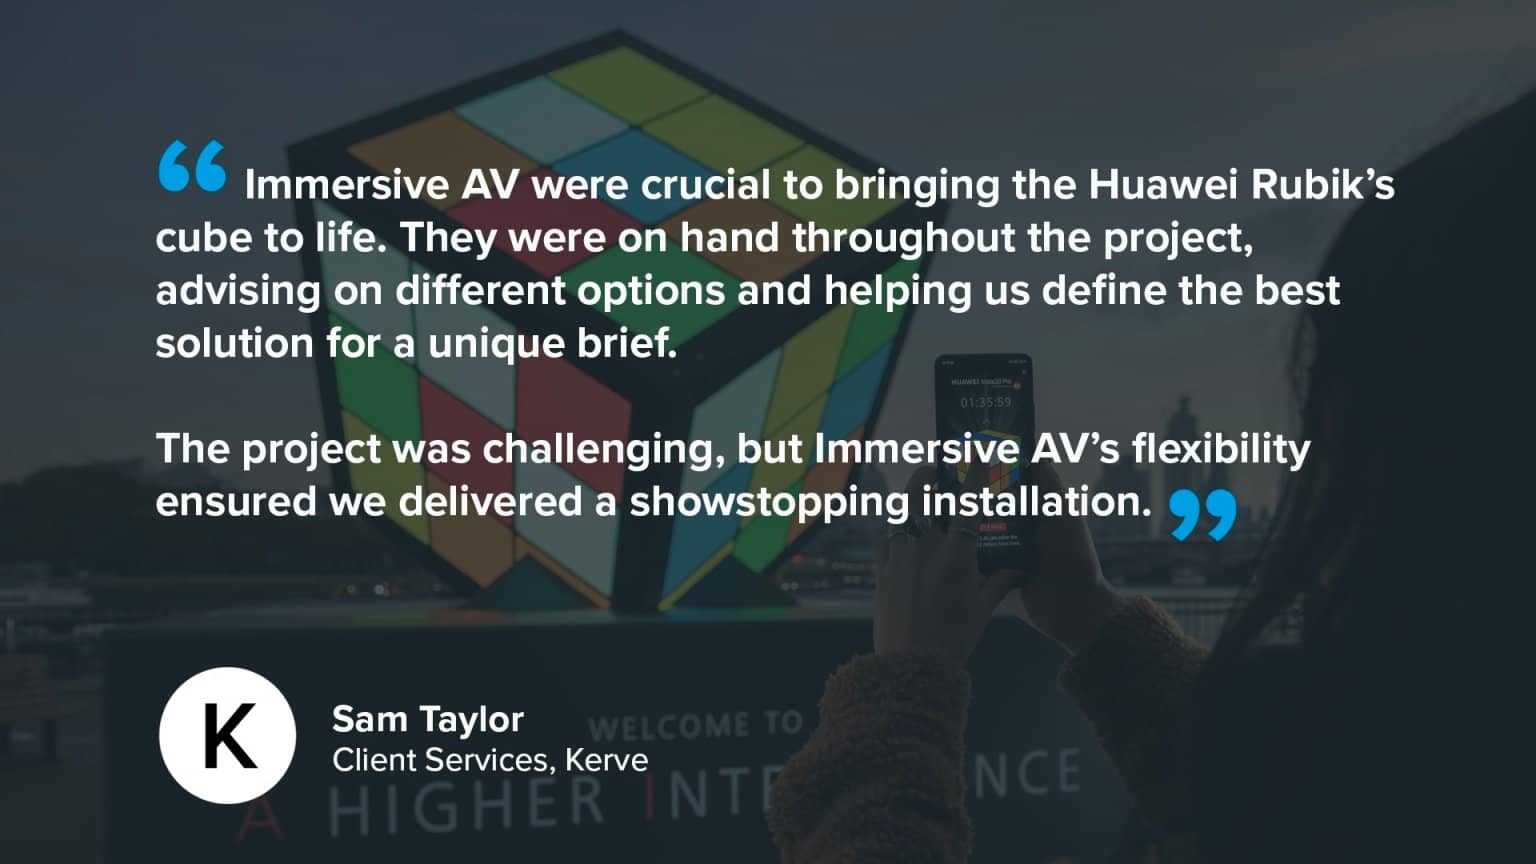 “ Immersive AV were crucial to bringing the Huawei Rubik’s
cube to life. They were on hand throughout the project,
advising on different options and helping us define the best
solution for a unique brief.
The project was challenging, but Immersive AV’s flexibility
ensured we delivered a showstopping installation. ”
HUAWEI Mate20 Pro
01:35:59
K
Sam Taylor
Client Services, Kerve
WELCOME TO
A HIGHER INTE NCE